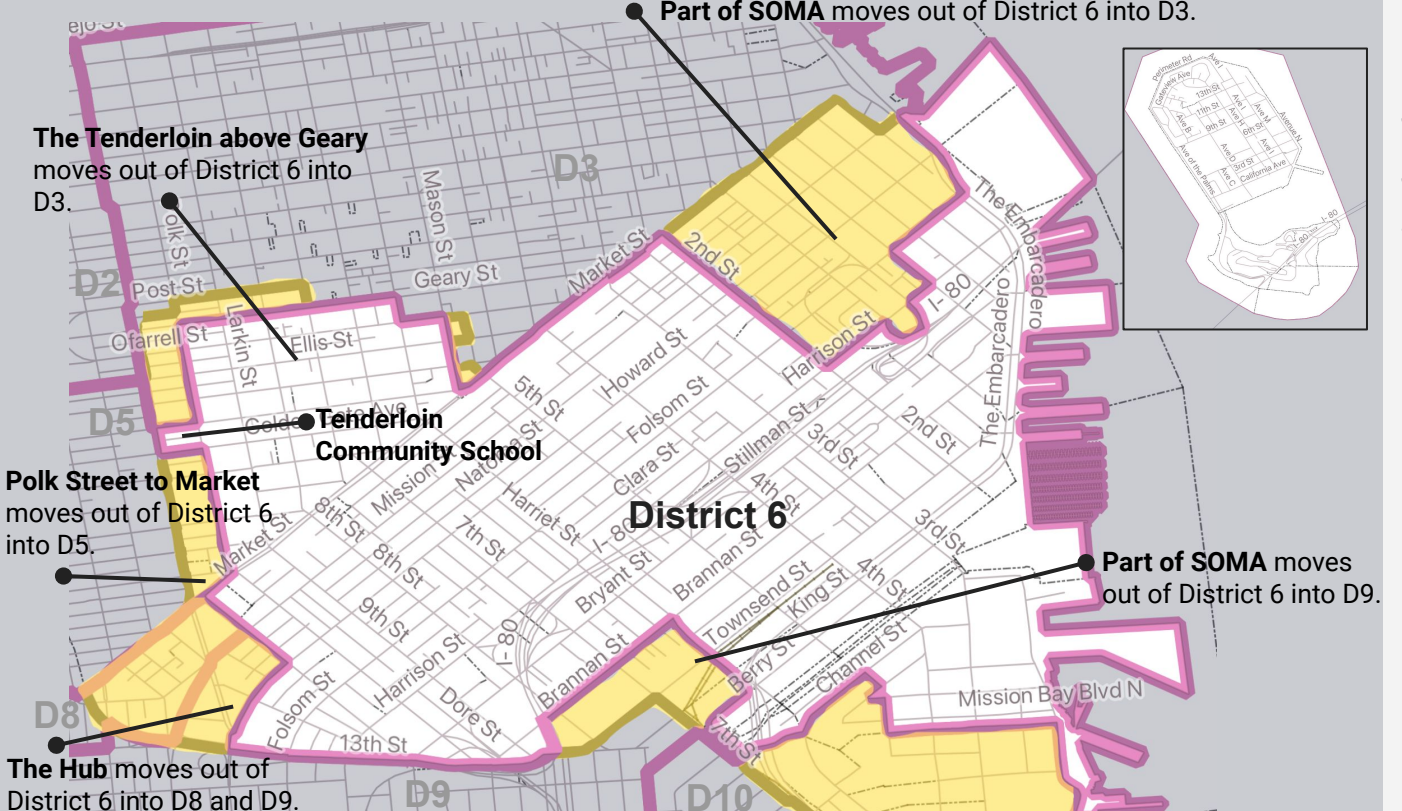 ejo St
Part of SOMA moves out of District 6 into D3.
The Tenderloin above Geary
moves out of District 6 into
D3.
D3
Mason St
olk St
Geary St
Market St
2nd St
D2
Post St
Ofarrell St
Larkin St
Ellis St
I- 80
Harrison St
The Embarcadero
The Embarcadero
Perimeter Rd
Gateview Ave
13th St
11th St
9th St
Ave B
Ave I
Ave H
Ave M
6th St
Avenue N
Ave D
3rd St
Ave C
California Ave
Ave of the Palms
I- 80
80
D5
Golden Gate Ave
Tenderloin
Community School
5th St
Howard St
Folsom St
Natoma St
Mission
Clara St
Stillman St
3rd St
2nd St
Polk Street to Market
moves out of District 6
into D5.
Market St
8th St
8th St
7th St
Harriet St
I- 80
4th St
District 6
3rd St
Bryant St
Brannan St
Townsend St
King St
4th St
Part of SOMA moves
out of District 6 into D9.
9th St
Harrison St
I-80
Brannan St
Berry St
Channel St
Mission Bay Blvd N
D8
Folsom St
Dore St
13th St
7th St
The Hub moves out of
District 6 into D8 and D9.
D9
D10